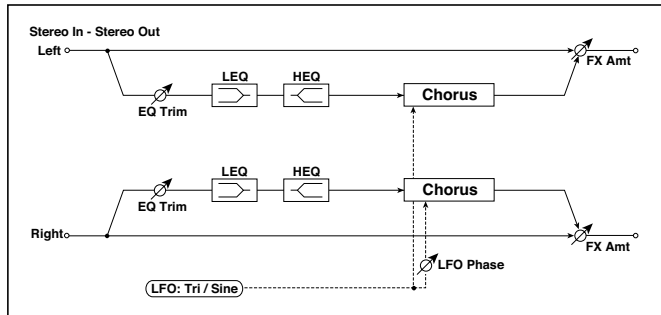 Stereo In - Stereo Out
Left
FX Amt
LEQ
HEQ
EQ Trim
Chorus
LEQ
HEQ
EQ Trim
Chorus
Right
FX Amt
LFO Phase
LFO: Tri / Sine